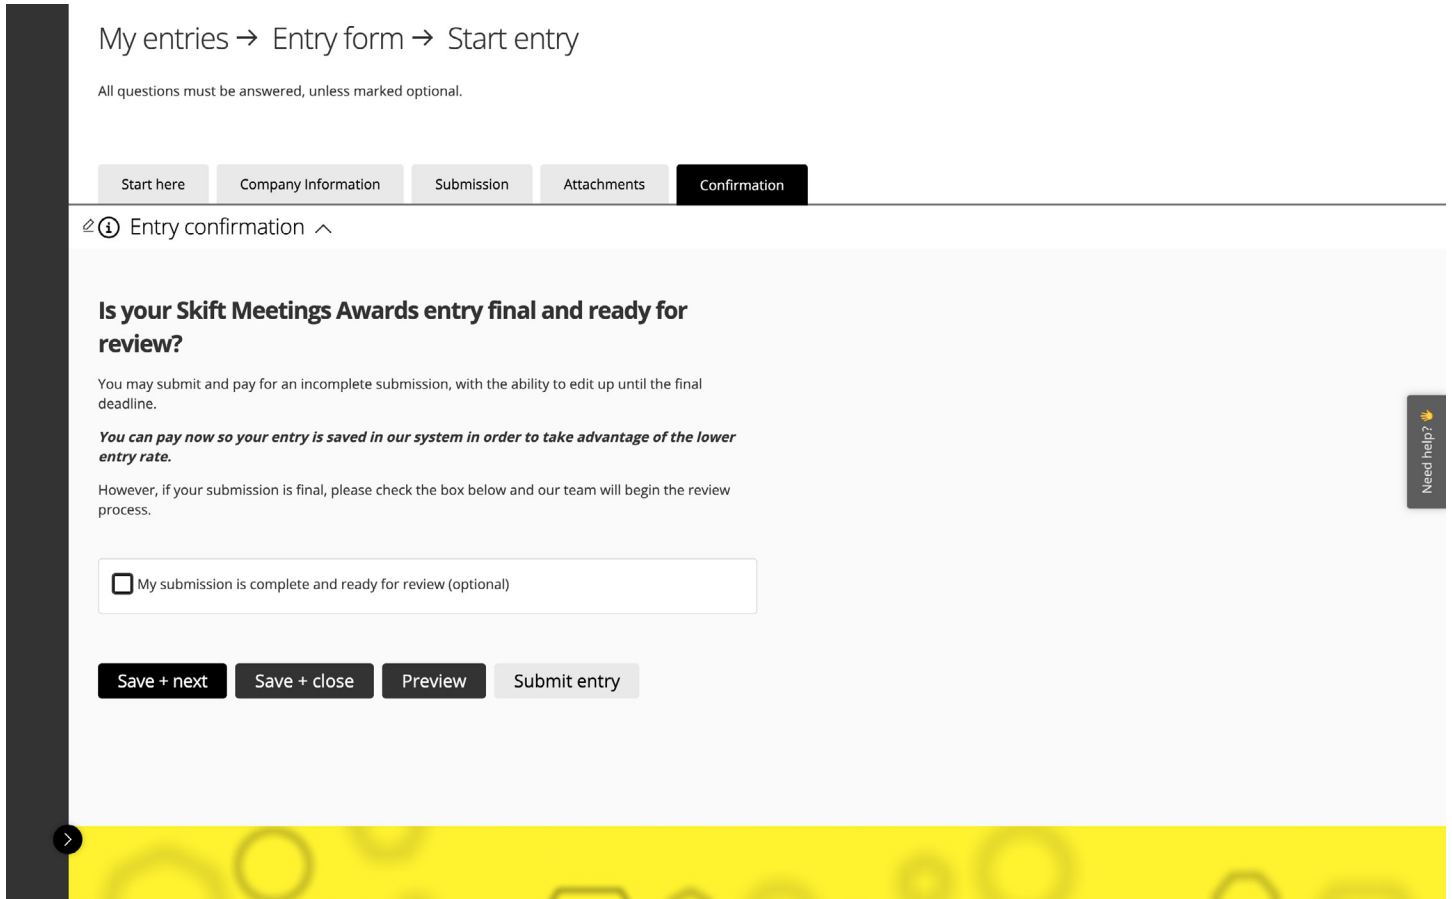 My entries → Entry form → Start entry
All questions must be answered, unless marked optional.
Start here Company Information Submission Attachments Confirmation
Entry confirmation
Is your Skift Meetings Awards entry final and ready for
review?
You may submit and pay for an incomplete submission, with the ability to edit up until the final
deadline.
You can pay now so your entry is saved in our system in order to take advantage of the lower
entry rate.
However, if your submission is final, please check the box below and our team will begin the review
process.
My submission is complete and ready for review (optional)
Save + next Save + close Preview Submit entry
Need help? 👋